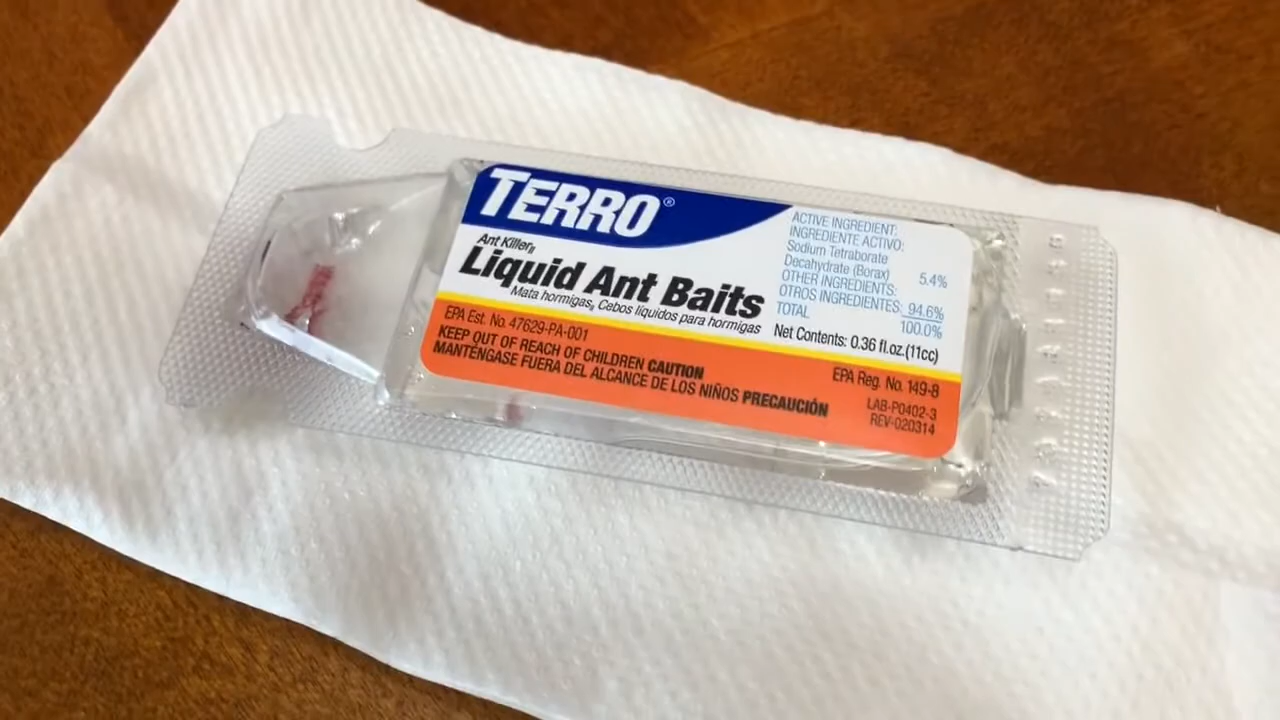 TERRO®
Ant Killer
Liquid Ant Baits
Mata hormigas, Cebos líquidos para hormigas
ACTIVE INGREDIENT:
INGREDIENTE ACTIVO:
Sodium Tetraborate
Decahydrate (Borax) 5.4%
OTHER INGREDIENTS:
OTROS INGREDIENTES: 94.6%
TOTAL 100.0%
Net Contents: 0.36 fl.oz.(11cc)
EPA Est. No. 47629-PA-001
KEEP OUT OF REACH OF CHILDREN CAUTION
MANTÉNGASE FUERA DEL ALCANCE DE LOS NIÑOS PRECAUCIÓN
EPA Reg. No. 149-8
LAB-P0402-3
REV-020314